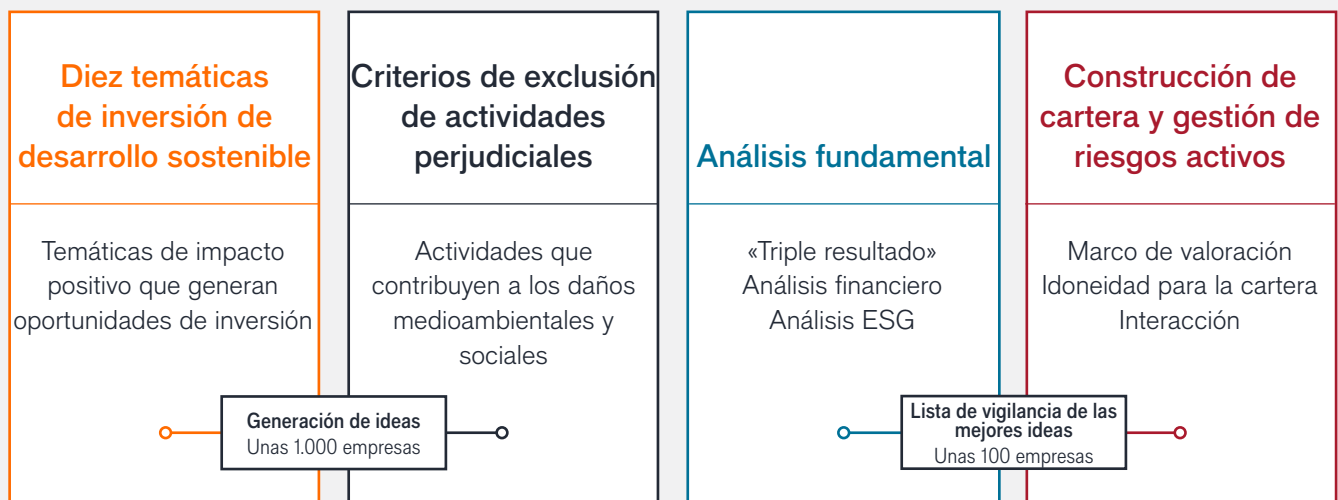 Diez temáticas
de inversión de
desarrollo sostenible
Temáticas de impacto
positivo que generan
oportunidades de inversión
Criterios de exclusión
de actividades
perjudiciales
Actividades que
contribuyen a los daños
medioambientales y
sociales
Generación de ideas
Unas 1.000 empresas
Análisis fundamental
«Triple resultado»
Análisis financiero
Análisis ESG
Construcción de
cartera y gestión de
riesgos activos
Marco de valoración
Idoneidad para la cartera
Interacción
Lista de vigilancia de las
mejores ideas
Unas 100 empresas